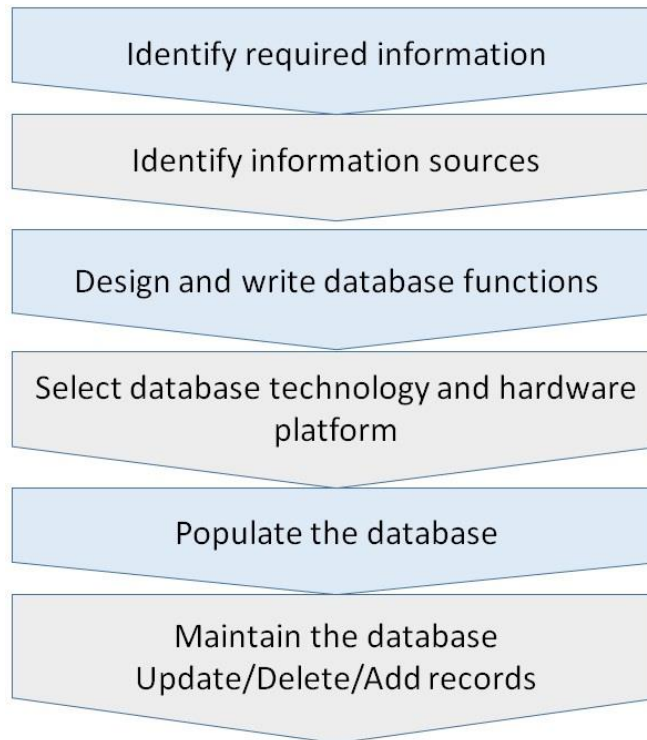 Identify required information
Identify information sources
Design and write database functions
Select database technology and hardware
platform
Populate the database
Maintain the database
Update/Delete/Add records